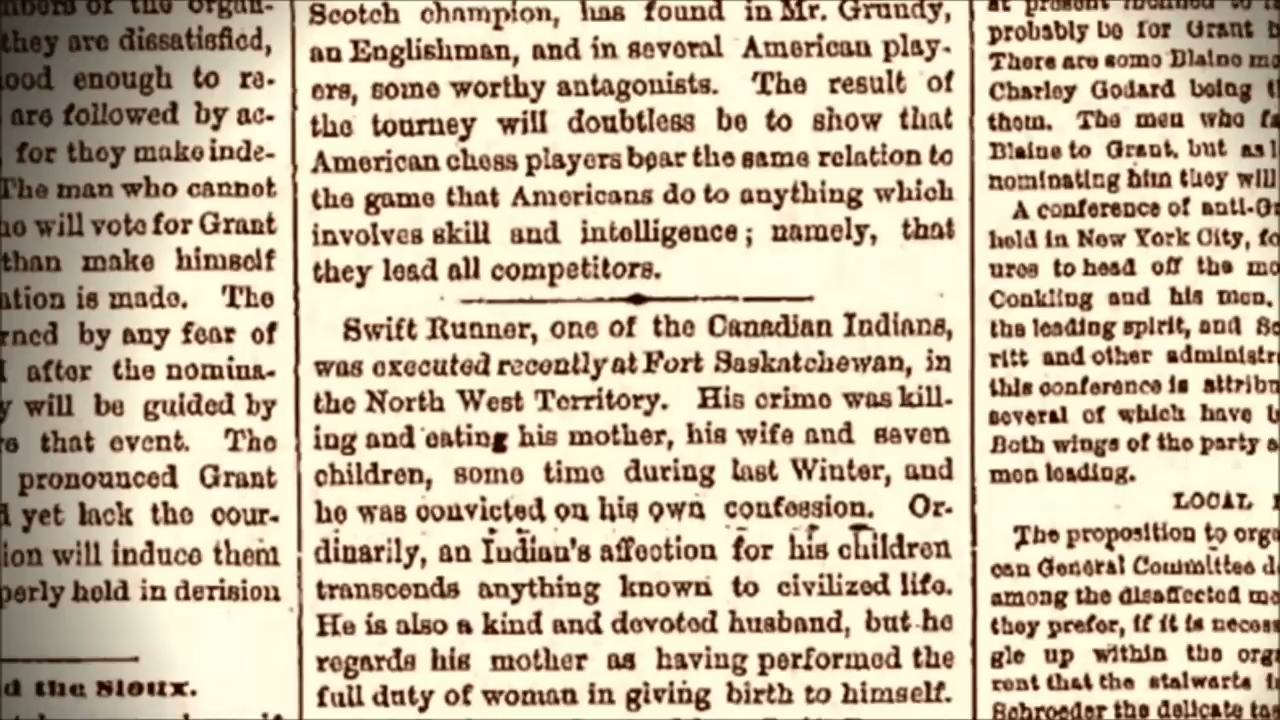 they are dissatisfied,
ood enough to re-
are followed by ac-
for they make inde-
The man who cannot
ho will vote for Grant
than make himself
ation is made. The
rned by any fear of
after the nomina-
y will be guided by
that event. The
pronounced Grant
yet lack the cour-
ion will induce them
perly held in derision
d the Sioux.
Scotch champion, has found in Mr. Grundy,
an Englishman, and in several American play-
ers, some worthy antagonists. The result of
the tourney will doubtless be to show that
American chess players bear the same relation to
the game that Americans do to anything which
involves skill and intelligence; namely, that
they lead all competitors.
Swift Runner, one of the Canadian Indians,
was executed recently at Fort Saskatchewan, in
the North West Territory. His crime was kill-
ing and eating his mother, his wife and seven
children, some time during last Winter, and
he was convicted on his own confession. Or-
dinarily, an Indian's affection for his children
transcends anything known to civilized life.
He is also a kind and devoted husband, but he
regards his mother as having performed the
full duty of woman in giving birth to himself.
probably be for Grant
There are some Blaine
Charley Godard being
them. The men who
Blaine to Grant, but as
nominating him they will
A conference of anti-G
held in New York City,
ures to head off the
Conkling and his men,
the leading spirit, and
ritt and other administr
this conference is attribu
several of which have
Both wings of the party
men leading.
LOCAL
The proposition to orga
can General Committee
among the disaffected
they prefer, if it is necess
gle up within the orga
rent that the stalwarts
Schroeder the delicate